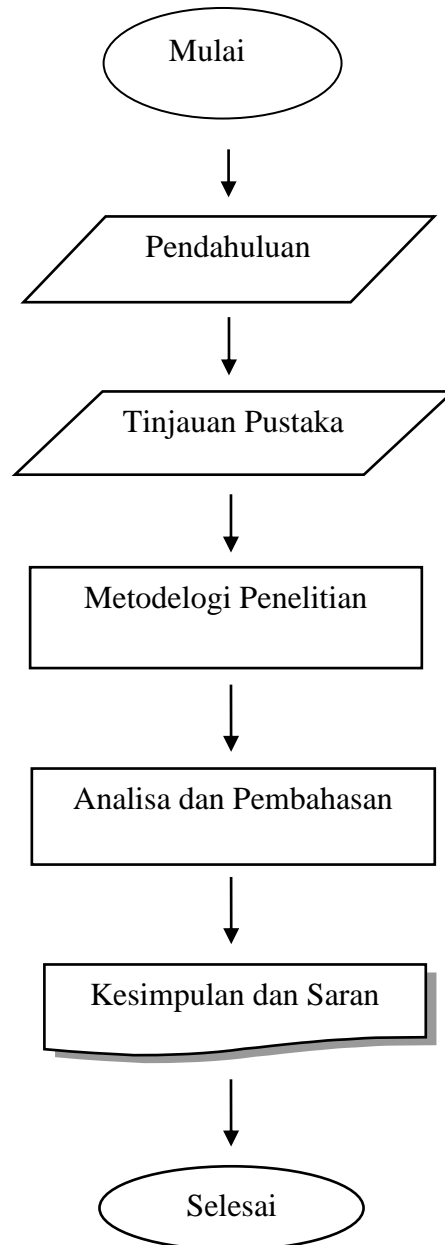 Mulai
Pendahuluan
Tinjauan Pustaka
Metodelogi Penelitian
Analisa dan Pembahasan
Kesimpulan dan Saran
Selesai